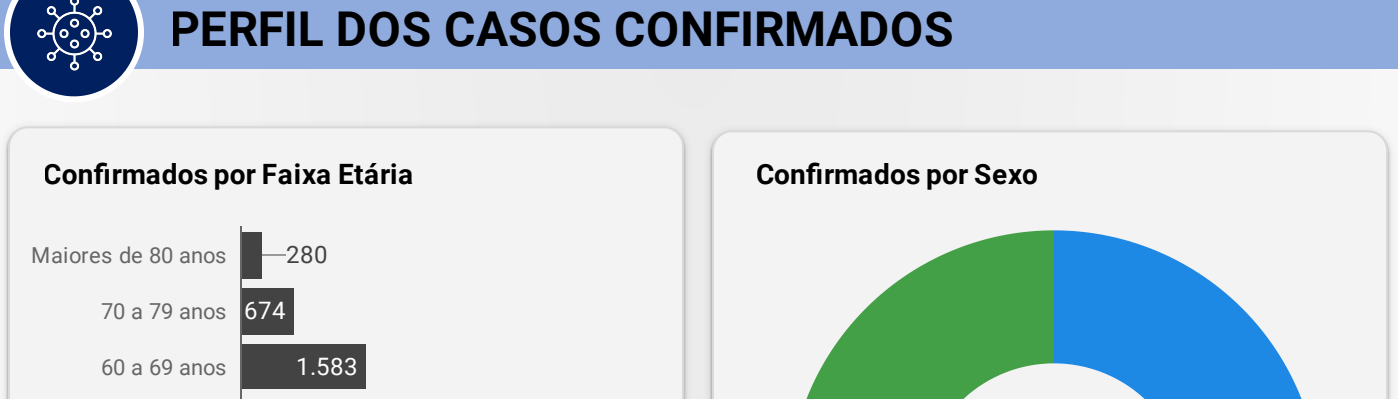 PERFIL DOS CASOS CONFIRMADOS
Confirmados por Faixa Etária
Maiores de 80 anos 280
70 a 79 anos 674
60 a 69 anos 1.583
Confirmados por Sexo